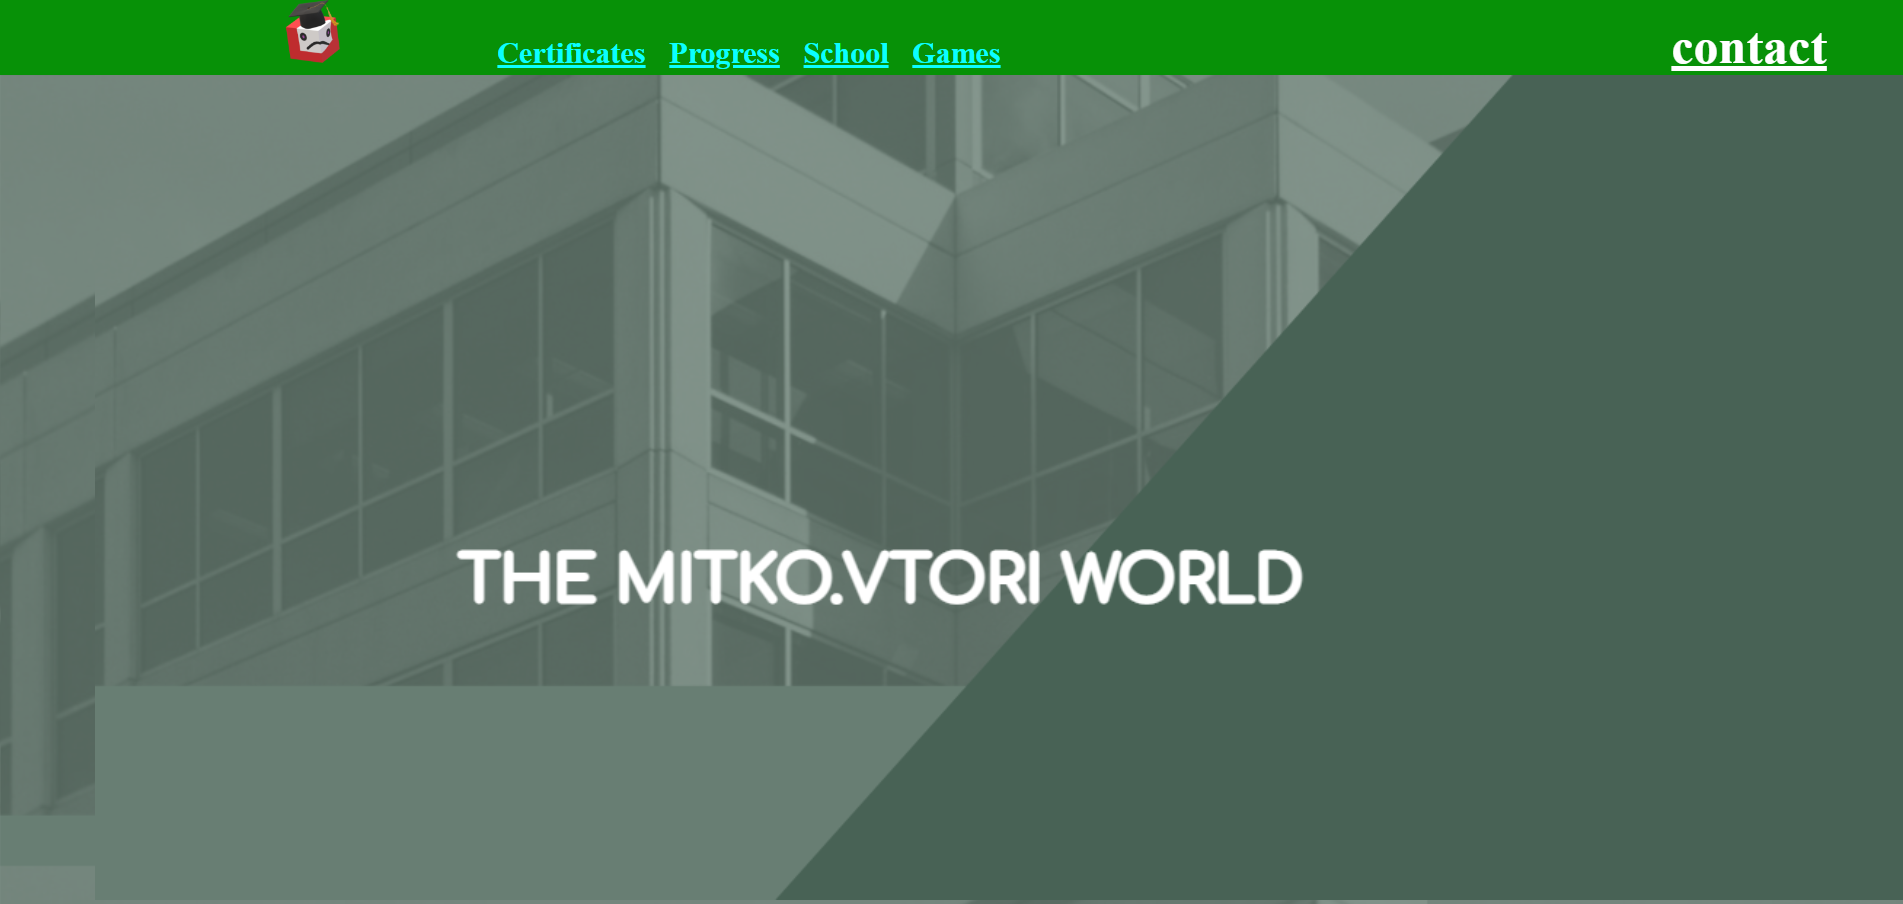 Certificates Progress School Games contact
THE MITKO.VTORI WORLD